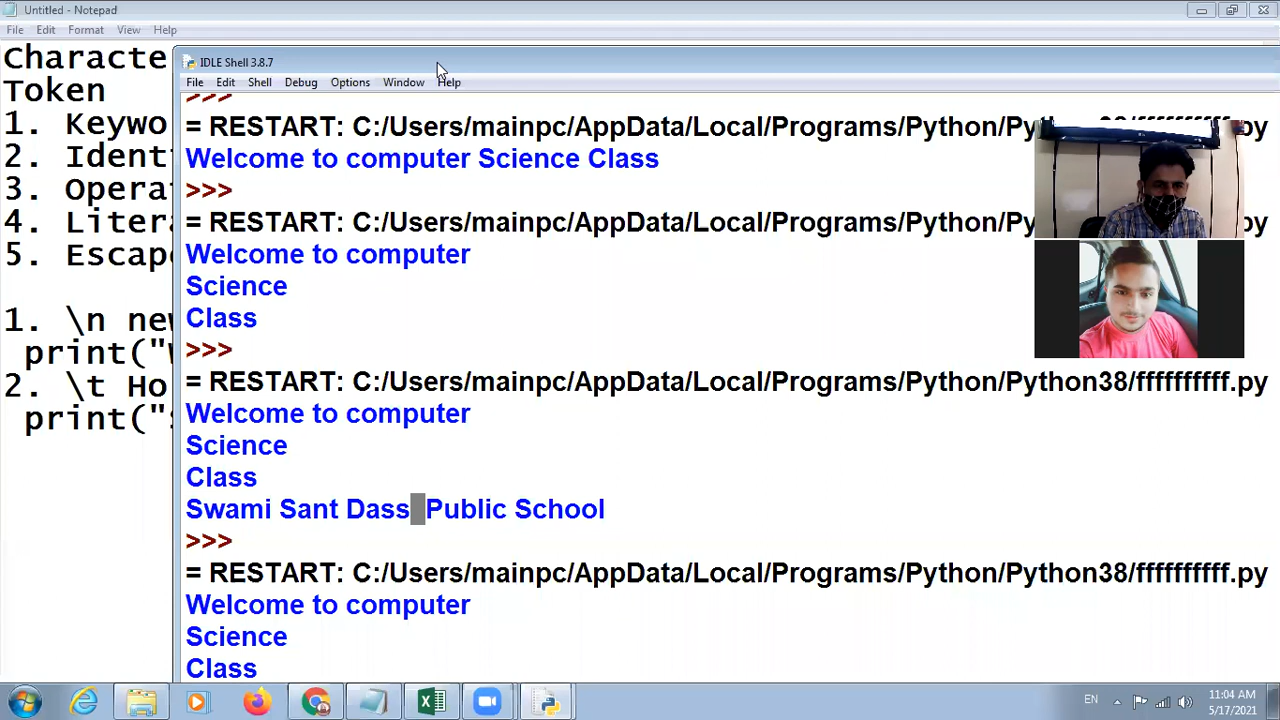 Untitled - Notepad
File Edit Format View Help
Characte
Token
1. Keywo
2. Ident
3. Opera
4. Litera
5. Escape
1. \n new
print("
2. \t Ho
print("
IDLE Shell 3.8.7
File Edit Shell Debug Options Window Help
>>>
= RESTART: C:/Users/mainpc/AppData/Local/Programs/Python/Py
Welcome to computer Science Class
>>>
= RESTART: C:/Users/mainpc/AppData/Local/Programs/Python/Py
Welcome to computer
Science
Class
>>>
= RESTART: C:/Users/mainpc/AppData/Local/Programs/Python/Python38/ffffffffff.py
Welcome to computer
Science
Class
Swami Sant Dass Public School
>>>
= RESTART: C:/Users/mainpc/AppData/Local/Programs/Python/Python38/ffffffffff.py
Welcome to computer
Science
Class
EN
11:04 AM
5/17/2021